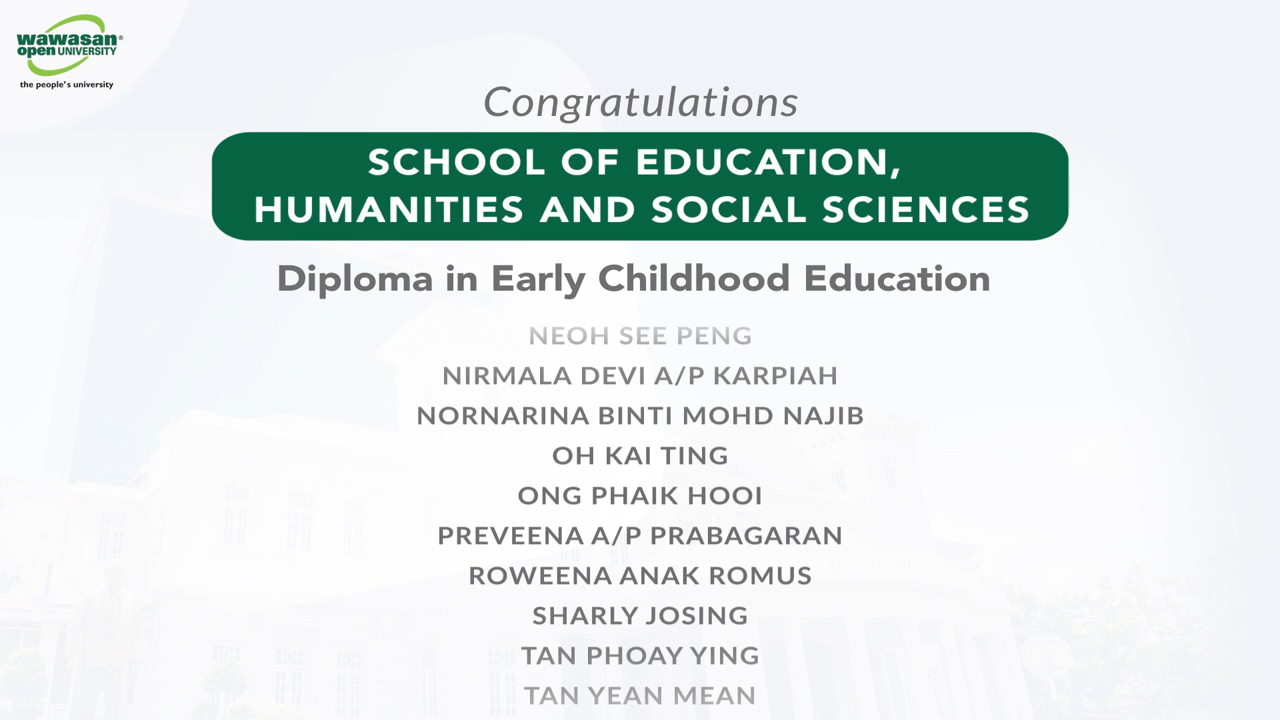 wawasan®
open UNIVERSITY
the people's university
Congratulations
SCHOOL OF EDUCATION,
HUMANITIES AND SOCIAL SCIENCES
Diploma in Early Childhood Education
NEOH SEE PENG
NIRMALA DEVI A/P KARPIAH
NORNARINA BINTI MOHD NAJIB
OH KAI TING
ONG PHAIK HOOI
PREVEENA A/P PRABAGARAN
ROWEENA ANAK ROMUS
SHARLY JOSING
TAN PHOAY YING
TAN YEAN MEAN